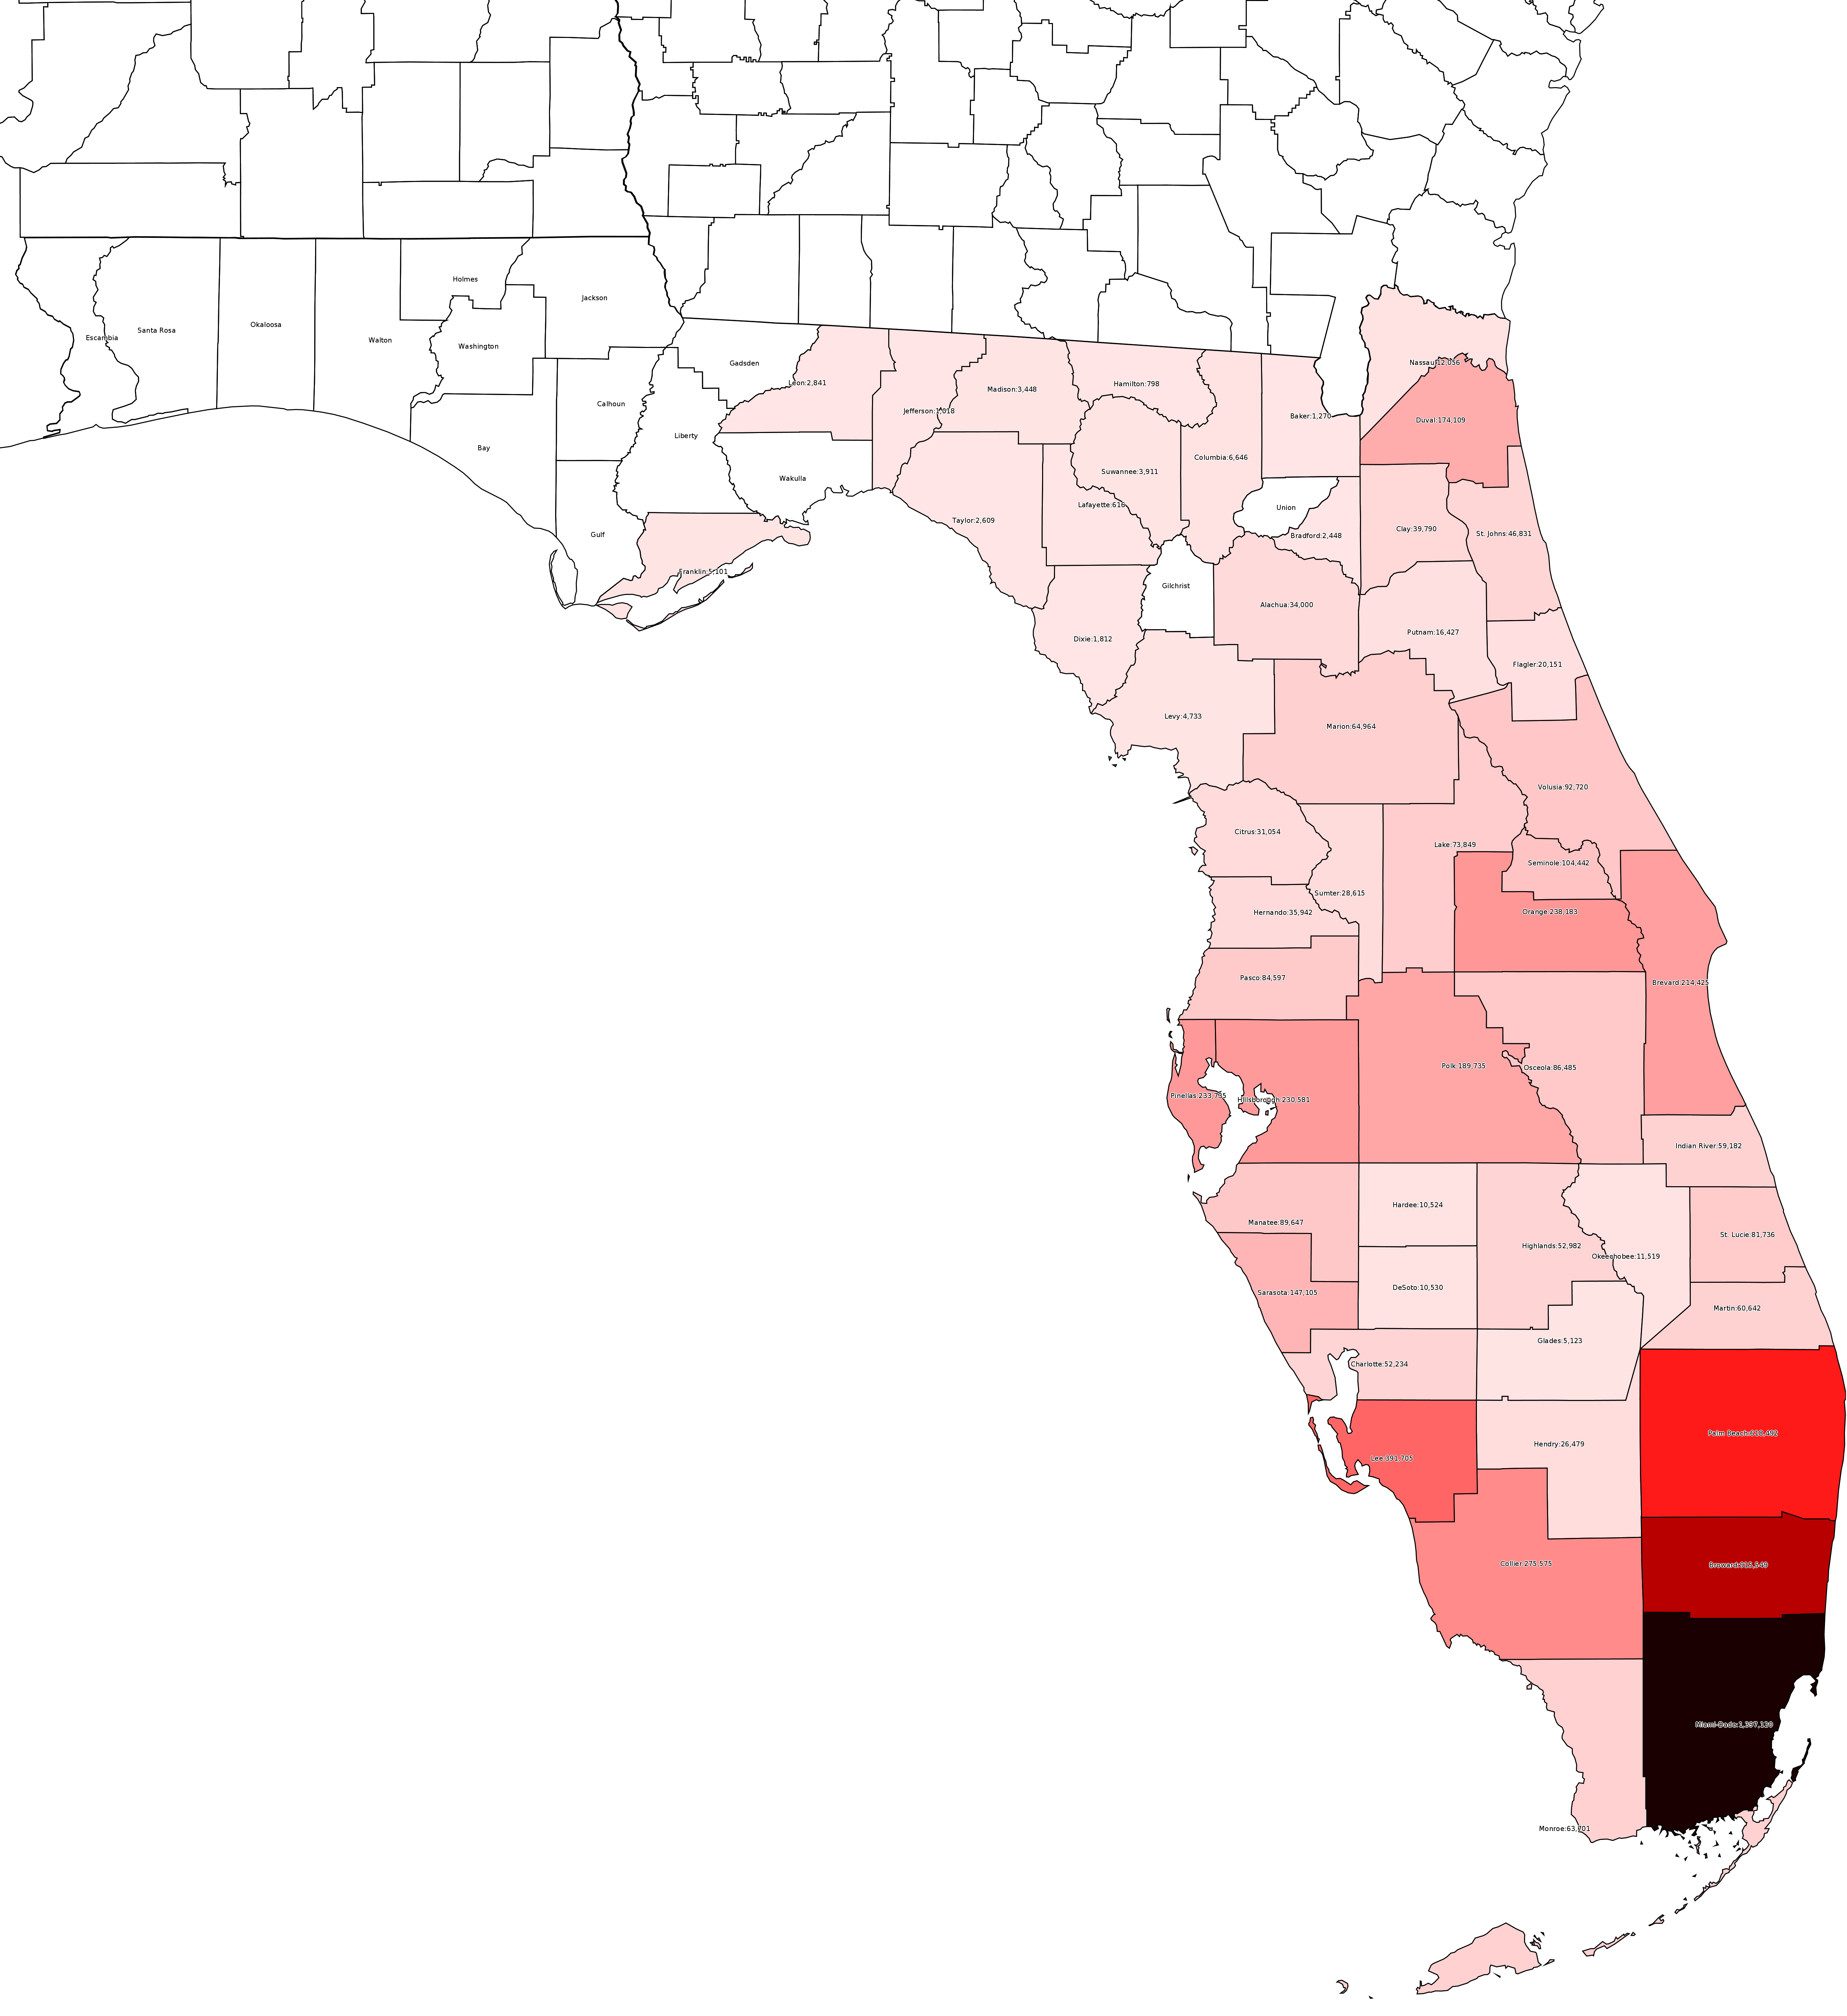 Holmes
Jackson
Okaloosa
Santa Rosa
Escambia
Walton
Washington
Gadsden
Leon:2,841
Jefferson:1,018
Madison:3,448
Hamilton:798
Baker:1,270
Nassau:12,056
Duval:174,109
Calhoun
Liberty
Bay
Wakulla
Suwannee:3,911
Columbia:6,646
Lafayette:616
Union
Taylor:2,609
Bradford:2,448
Clay:39,790
St. Johns:46,831
Gulf
Franklin:5,101
Gilchrist
Alachua:34,000
Dixie:1,812
Putnam:16,427
Flagler:20,151
Levy:4,733
Marion:64,964
Volusia:92,720
Citrus:31,054
Lake:73,849
Seminole:104,442
Sumter:28,615
Hernando:35,942
Orange:238,183
Pasco:84,597
Brevard:214,425
Polk:189,735
Osceola:86,485
Pinellas:233,735
Hillsborough:230,581
Indian River:59,182
Hardee:10,524
Manatee:89,647
St. Lucie:81,736
Highlands:52,982
Okeechobee:11,519
DeSoto:10,530
Sarasota:147,105
Martin:60,642
Glades:5,123
Charlotte:52,234
Palm Beach:
Hendry:26,479
Lee:391,705
Collier:275,575
Broward:
Miami-Dade:
Monroe:63,701